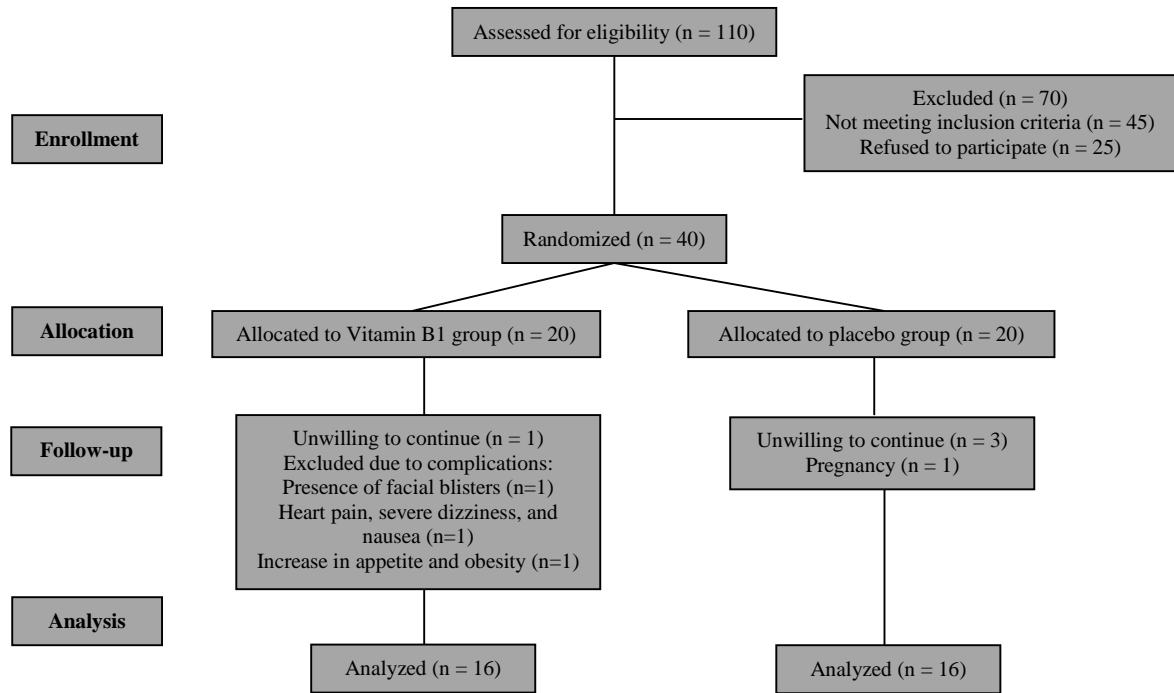 Assessed for eligibility (n = 110)
Excluded (n = 70)
Not meeting inclusion criteria (n = 45)
Refused to participate (n = 25)
Enrollment
Randomized (n = 40)
Allocation
Allocated to Vitamin B1 group (n = 20)
Allocated to placebo group (n = 20)
Follow-up
Unwilling to continue (n = 1)
Excluded due to complications:
Presence of facial blisters (n=1)
Heart pain, severe dizziness, and
nausea (n=1)
Increase in appetite and obesity (n=1)
Unwilling to continue (n = 3)
Pregnancy (n = 1)
Analysis
Analyzed (n = 16)
Analyzed (n = 16)